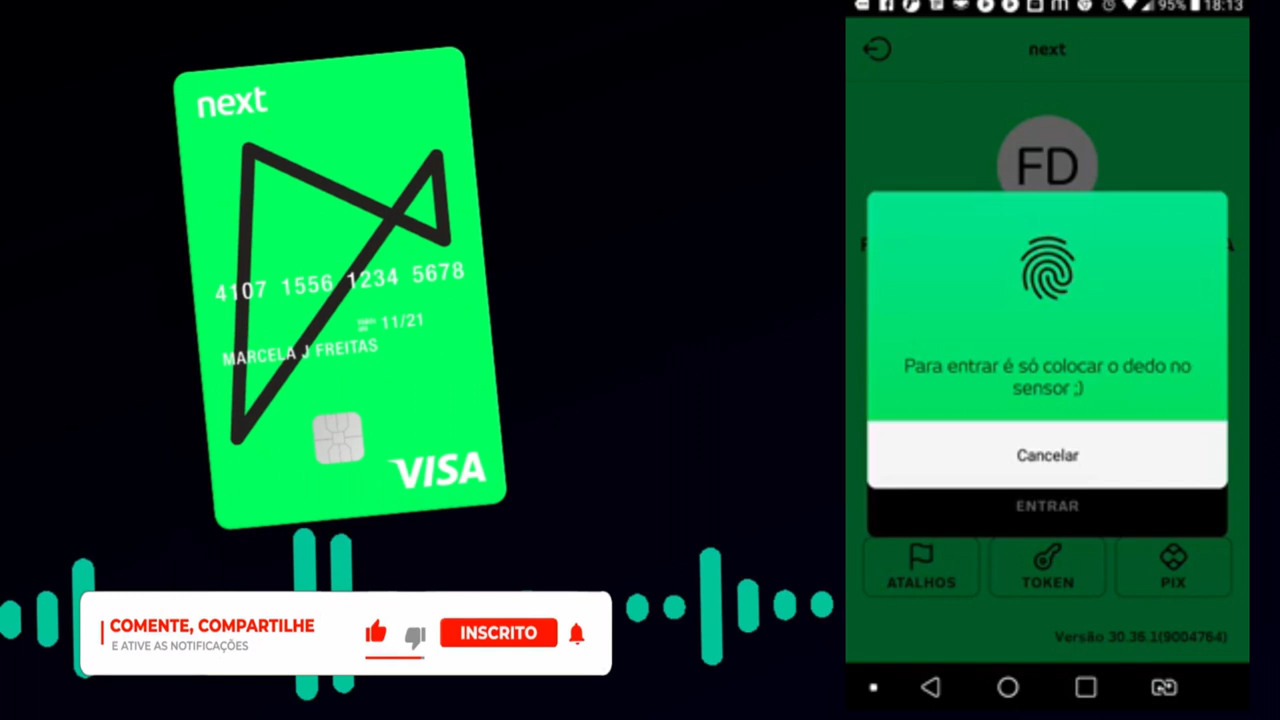 next
4107 1556 1234 5678
11/21
MARCELA J FREITAS
VISA
COMENTE, COMPARTILHE
E ATIVE AS NOTIFICAÇÕES
INSCRITO
95% 18:13
next
FD
Para entrar é só colocar o dedo no
sensor ;)
Cancelar
ENTRAR
ATALHOS TOKEN PIX
Versão 30.36.1(9004764)